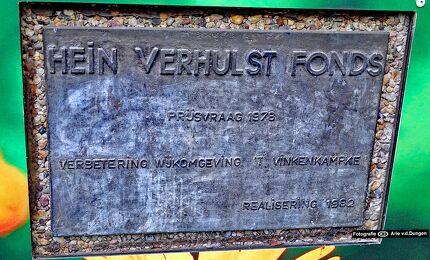 HEIN VERHULST FONDS
PRIJSVRAAG 1978
VERBETERING WIJKOMGEVING 'T VINKENKAMPKE
REALISERING 1982
Fotografie Arie v.d.Dungen